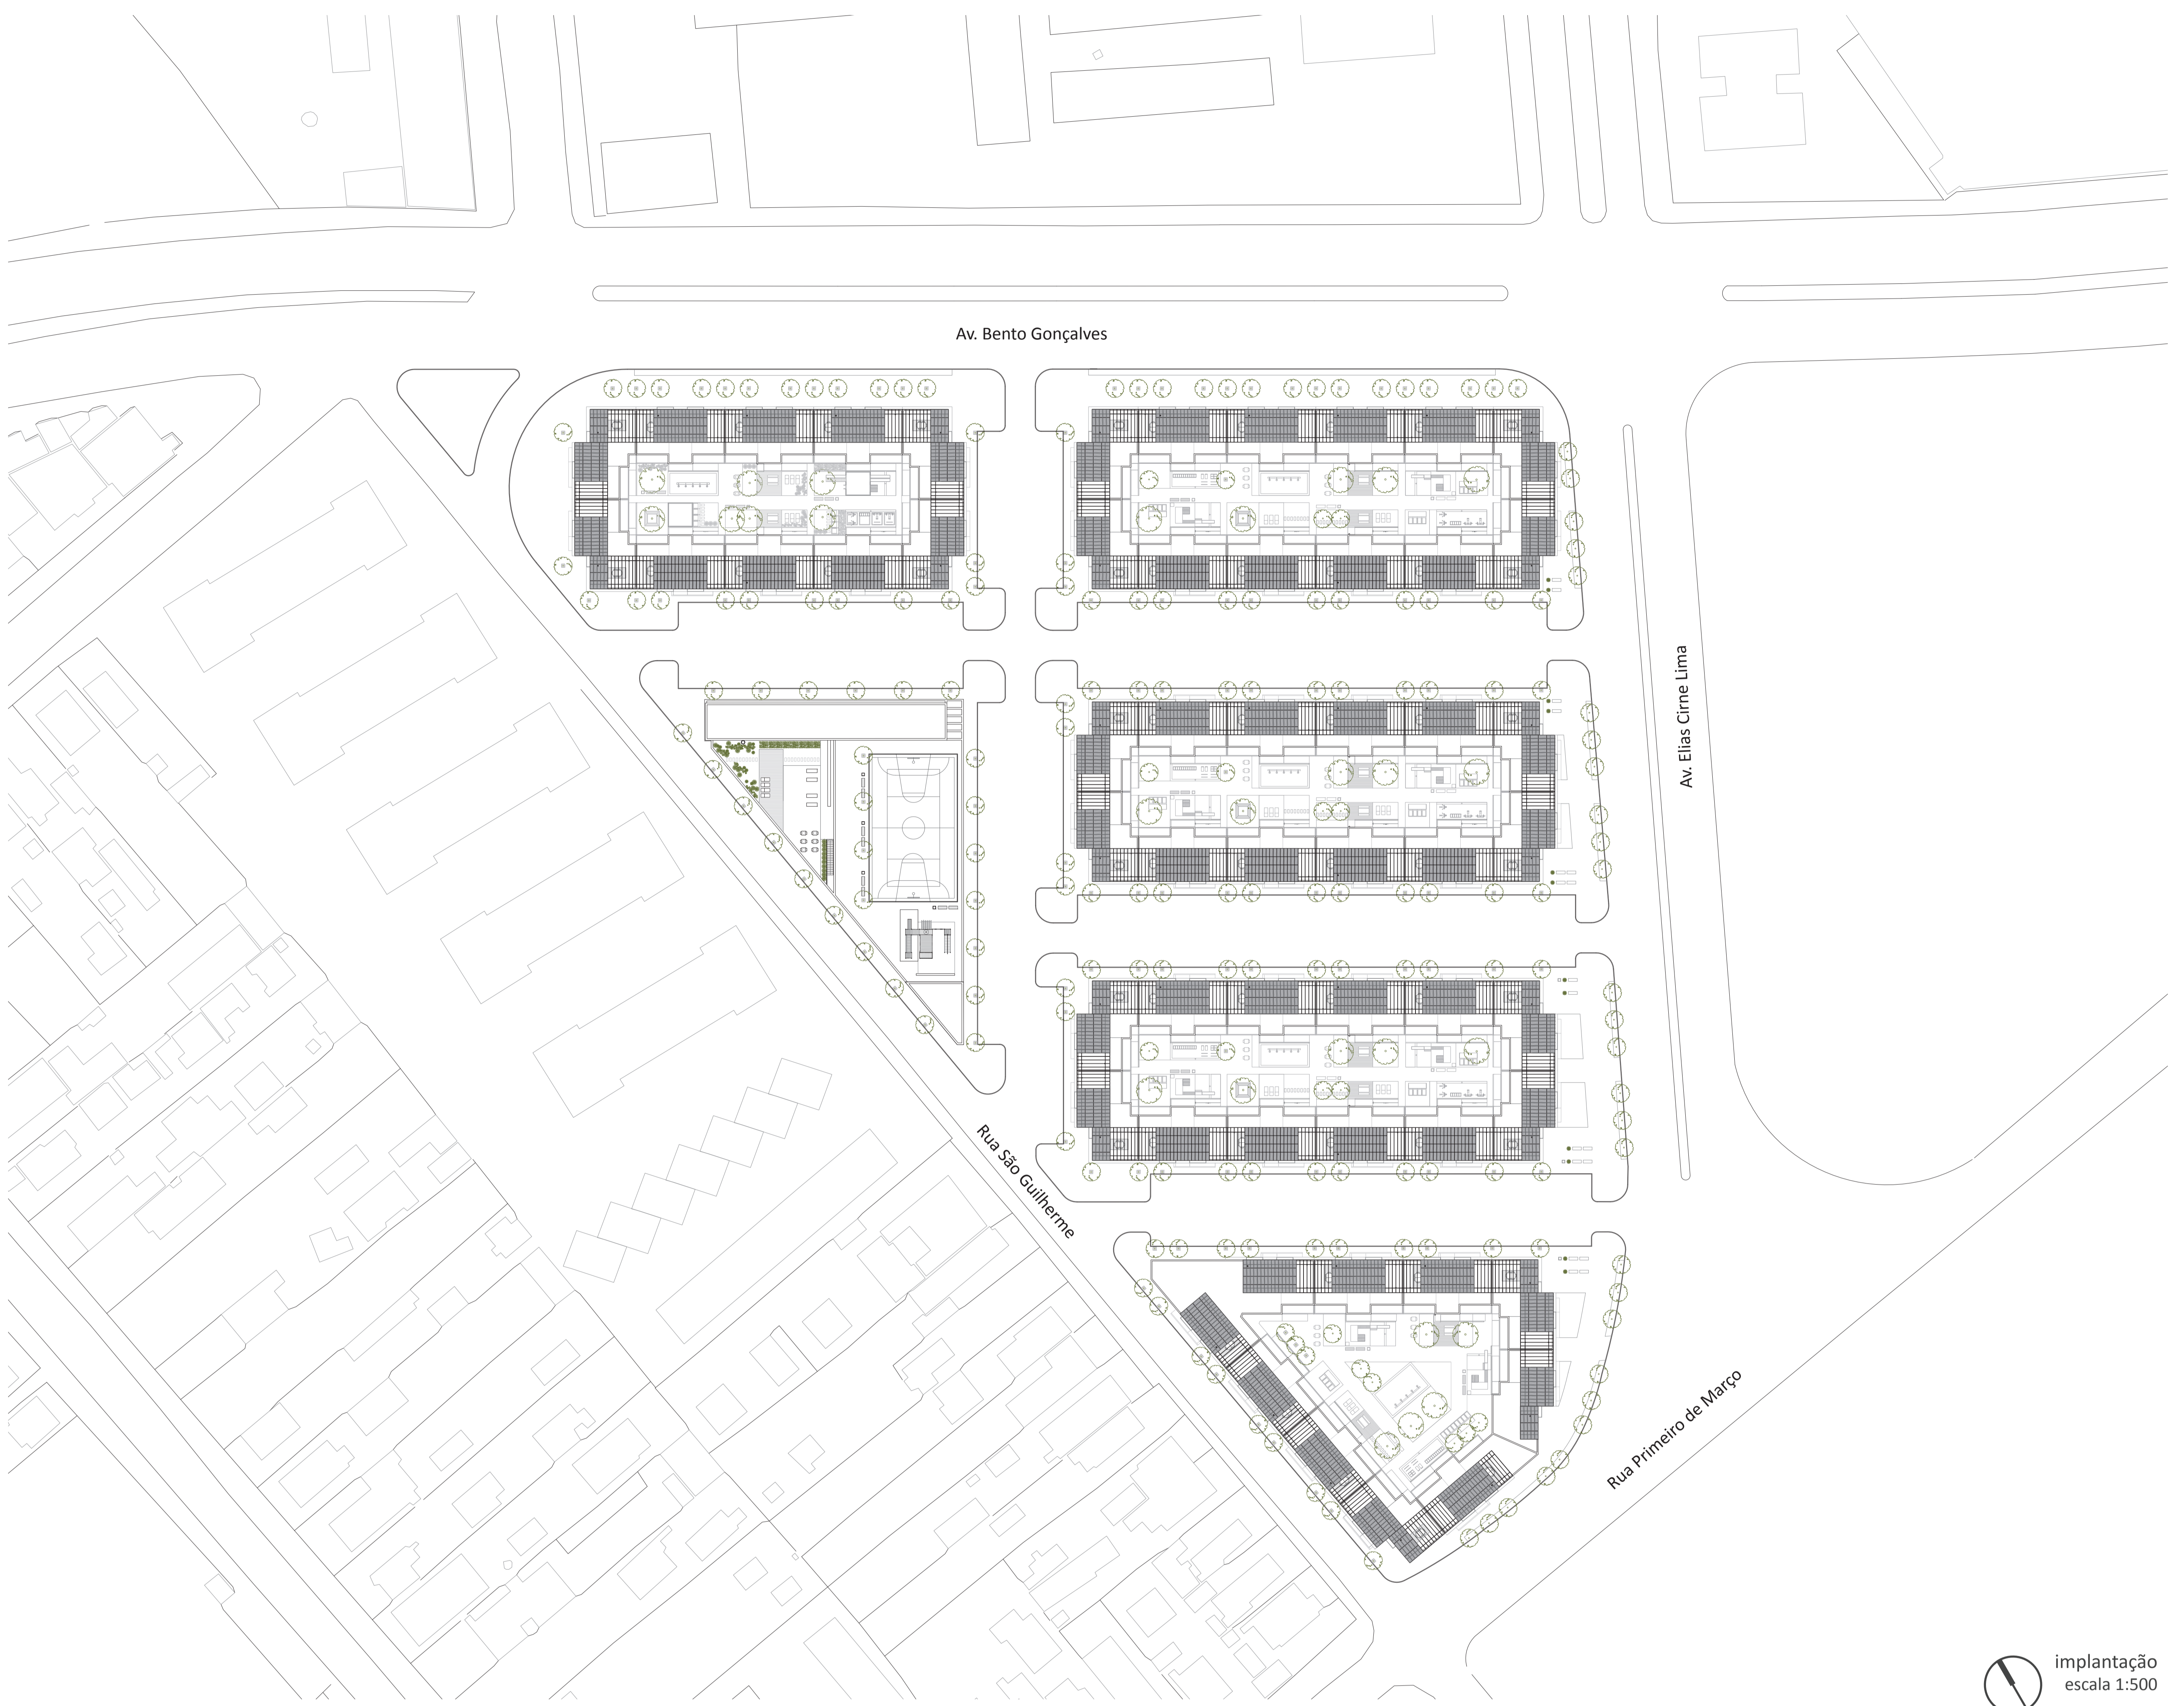 Av. Bento Gonçalves
Av. Elias Cirne Lima
Rua São Guilherme
Rua Primeiro de Março
implantação
escala 1:500